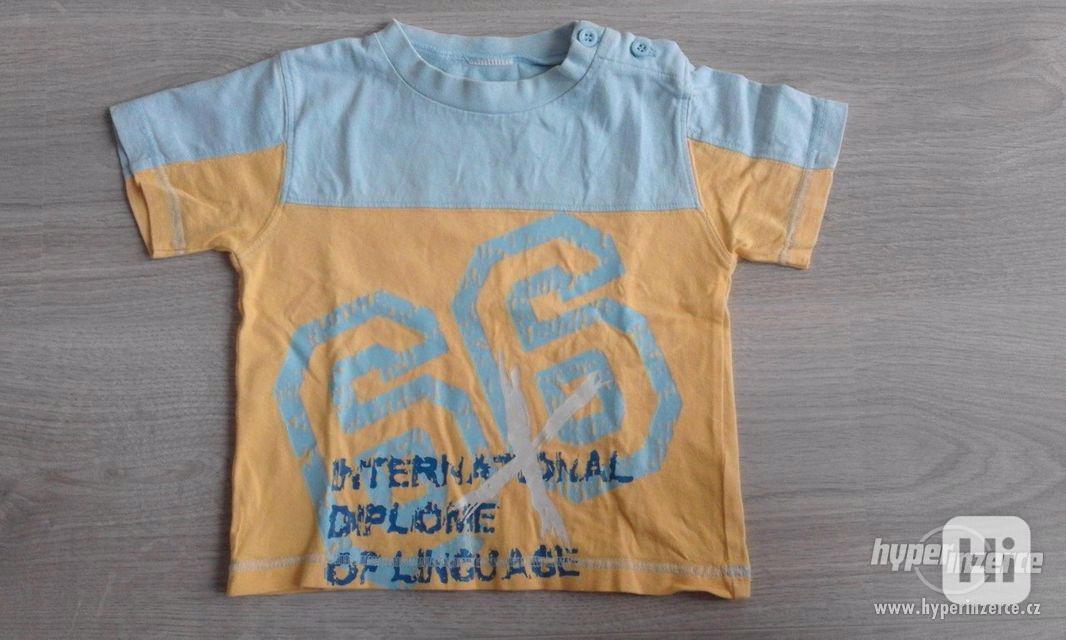 66
INTERNATIONAL
DIPLOME
OF LINGUAGE
hyperinzerce
www.hyperinzerce.cz